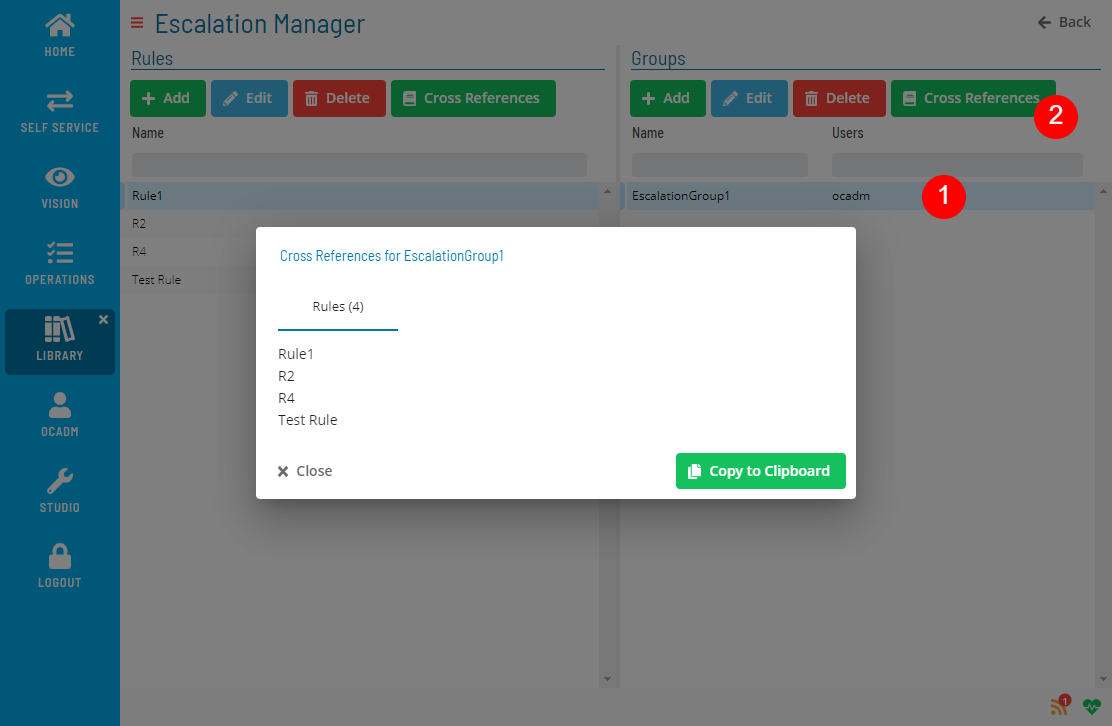 HOME
SELF SERVICE
VISION
OPERATIONS
LIBRARY
OCADM
STUDIO
LOGOUT
Escalation Manager
Back
Rules
Add
Edit
Delete
Cross References
Name
Rule1
R2
R4
Test Rule
Groups
Add
Edit
Delete
Cross References
2
Name Users
EscalationGroup1 ocadm
1
Cross References for EscalationGroup1
Rules (4)
Rule1
R2
R4
Test Rule
Close
Copy to Clipboard
1